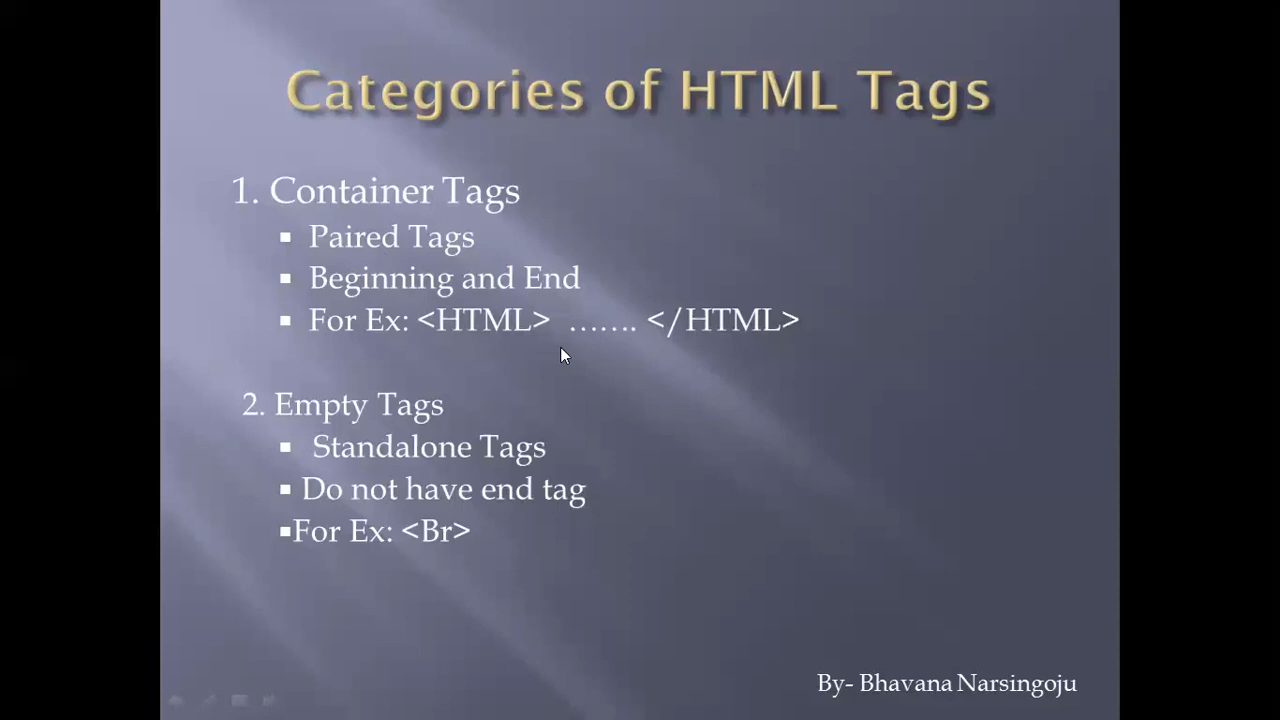 Categories of HTML Tags
1. Container Tags
▪ Paired Tags
▪ Beginning and End
▪ For Ex: <HTML> ……. </HTML>
2. Empty Tags
▪ Standalone Tags
▪ Do not have end tag
▪For Ex: <Br>
By- Bhavana Narsingoju